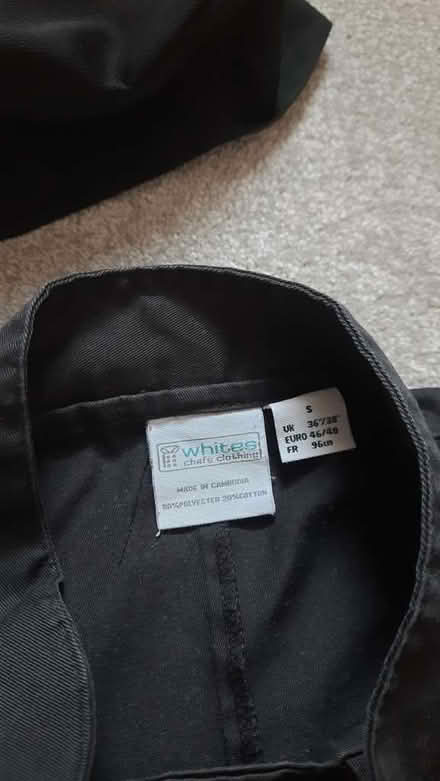 whites
chefs clothing
MADE IN CAMBODIA
80%POLYESTER 20%COTTON
S
UK 36"/38"
EURO 46/48
FR 96cm